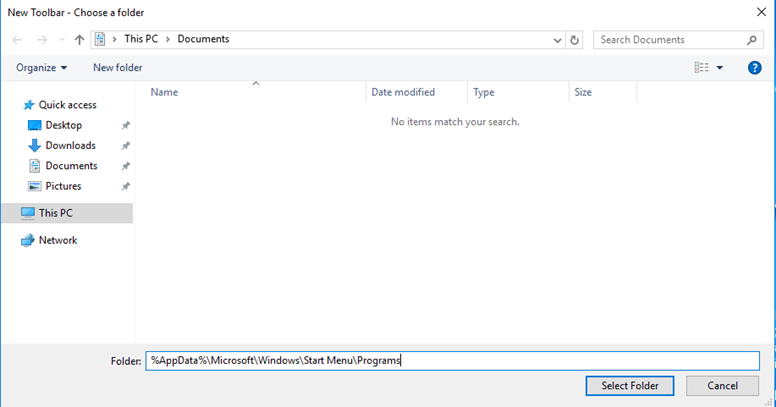 New Toolbar - Choose a folder
This PC > Documents
Search Documents
Organize
New folder
Name
Date modified
Type
Size
No items match your search.
Quick access
Desktop
Downloads
Documents
Pictures
This PC
Network
Folder: %AppData%\Microsoft\Windows\Start Menu\Programs
Select Folder
Cancel